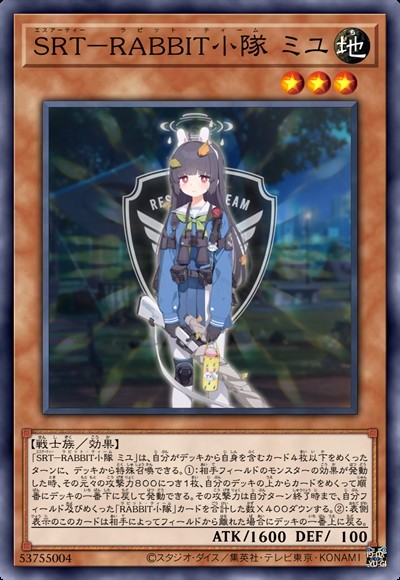 エスアーティー ラビット・ティーム
SRT－RABBIT小隊 ミユ 地
RES EAM
【戦士族／効果】
「SRT－RABBIT小隊 ミユ」は、自分がデッキから自身を含むカード４枚以下をめくった
ターンに、デッキから特殊召喚できる。①：相手フィールドのモンスターの効果が発動
した時、その元々の攻撃力８００につき１枚、自分のデッキの上からカードをめくって順
番にデッキの一番下に戻して発動できる。その攻撃力は自分ターン終了時まで、自分フ
ィールド及びめくった「RABBIT小隊」カードを合計した数×４００ダウンする。②：表側
表示のこのカードは相手によってフィールドから離れた場合にデッキの一番上に戻る。
ATK/1600 DEF/ 100
53755004 ©スタジオ・ダイス／集英社・テレビ東京・KONAMI